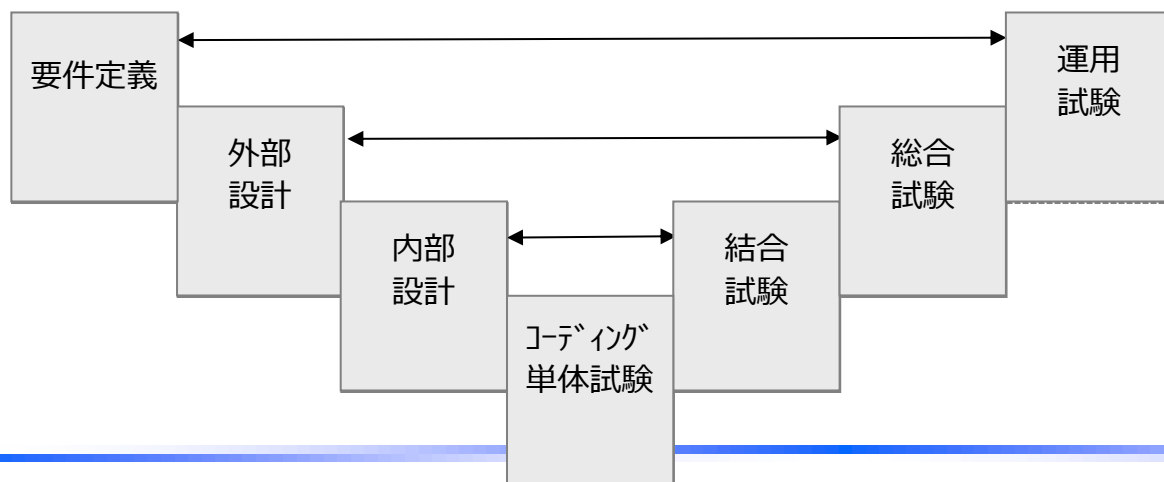 要件定義
外部
設計
内部
設計
ｺｰﾃﾞｨﾝｸﾞ
単体試験
結合
試験
総合
試験
運用
試験